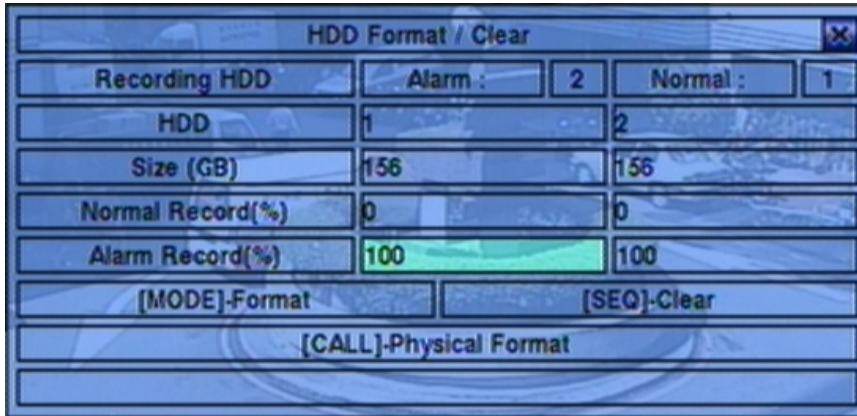 HDD Format / Clear
Recording HDD Alarm : 2 Normal : 1
HDD 1 2
Size (GB) 156 156
Normal Record(%) 0 0
Alarm Record(%) 100 100
[MODE]-Format [SEQ]-Clear
[CALL]-Physical Format